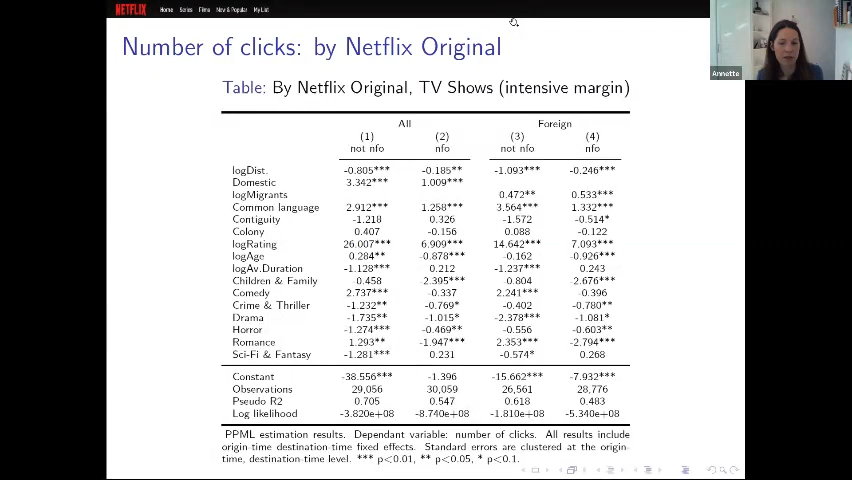 NETFLIX Home Series Films New & Popular My List
Number of clicks: by Netflix Original
Annette
Table: By Netflix Original, TV Shows (intensive margin)
All Foreign
(1) (2) (3) (4)
not nfo nfo not nfo nfo
logDist. -0.805*** -0.185** -1.093*** -0.246***
Domestic 3.342*** 1.009***
logMigrants 0.472** 0.533***
Common language 2.912*** 1.258*** 3.564*** 1.332***
Contiguity -1.218 0.326 -1.572 -0.514*
Colony 0.407 -0.156 0.088 -0.122
logRating 26.007*** 6.909*** 14.642*** 7.093***
logAge 0.284** -0.878*** -0.162 -0.926***
logAv.Duration -1.128*** 0.212 -1.237*** 0.243
Children & Family -0.458 -2.395*** -0.804 -2.676***
Comedy 2.737*** -0.337 2.241*** -0.396
Crime & Thriller -1.232** -0.769* -0.402 -0.780**
Drama -1.735** -1.015* -2.378*** -1.081*
Horror -1.274*** -0.469** -0.556 -0.603**
Romance 1.293** -1.947*** 2.353*** -2.794***
Sci-Fi & Fantasy -1.281*** 0.231 -0.574* 0.268
Constant -38.556*** -1.396 -15.662*** -7.932***
Observations 29,056 30,059 26,561 28,776
Pseudo R2 0.705 0.547 0.618 0.483
Log likelihood -3.820e+08 -8.740e+08 -1.810e+08 -5.340e+08
PPML estimation results. Dependant variable: number of clicks. All results include
origin-time destination-time fixed effects. Standard errors are clustered at the origin-
time, destination-time level. *** p<0.01, ** p<0.05, * p<0.1.